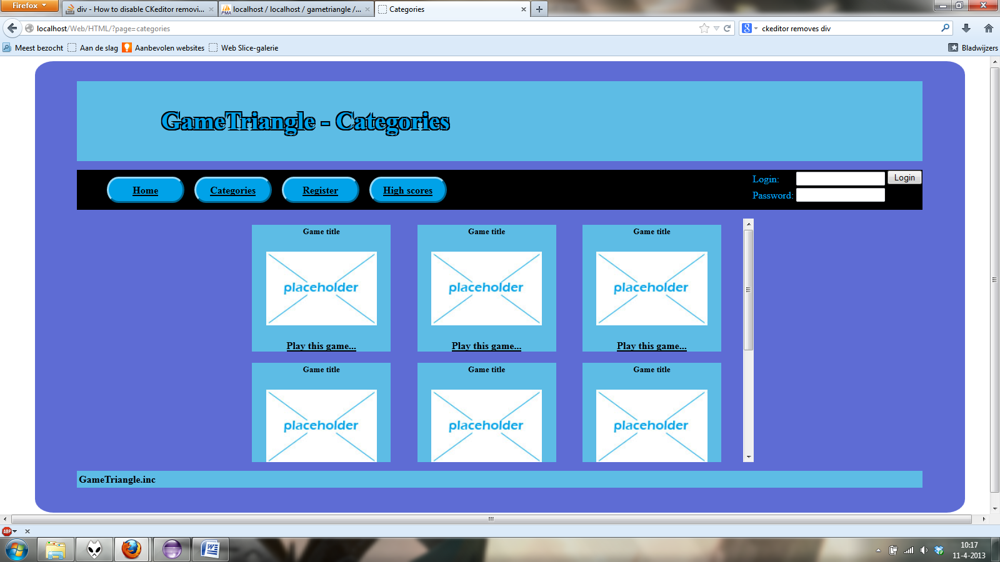 Firefox
div - How to disable CKeditor removi...
localhost / localhost / gametriangle /...
Categories
localhost/Web/HTML/?page=categories
ckeditor removes div
Meest bezocht
Aan de slag
Aanbevolen websites
Web Slice-galerie
Bladwijzers
GameTriangle - Categories
Home
Categories
Register
High scores
Login:
Login
Password:
Game title
Game title
Game title
placeholder
placeholder
placeholder
Play this game...
Play this game...
Play this game...
Game title
Game title
Game title
placeholder
placeholder
placeholder
GameTriangle.inc
ABP
10:17
11-4-2013